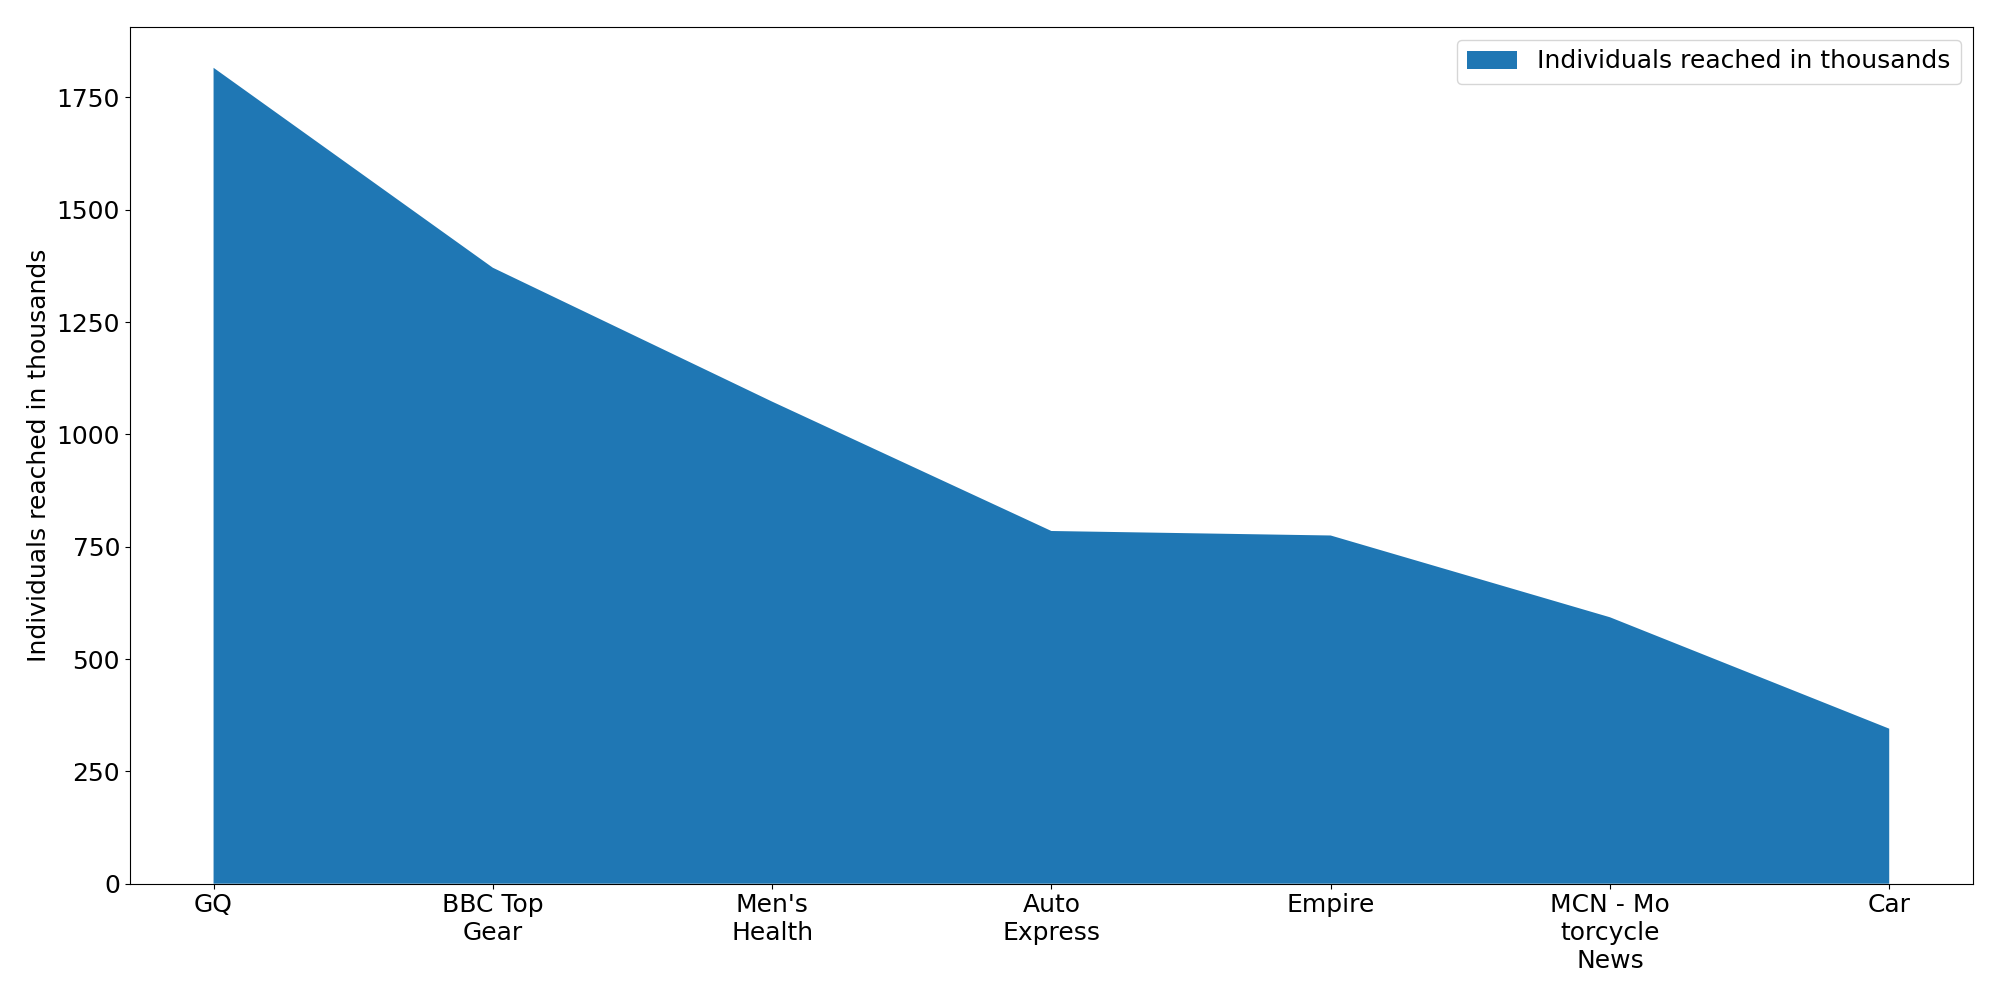 Individuals reached in thousands
Individuals reached in thousands
1750
1500
1250
1000
750
500
250
0
GQ
BBC Top
Gear
Men's
Health
Auto
Express
Empire
MCN - Mo
torcycle
News
Car